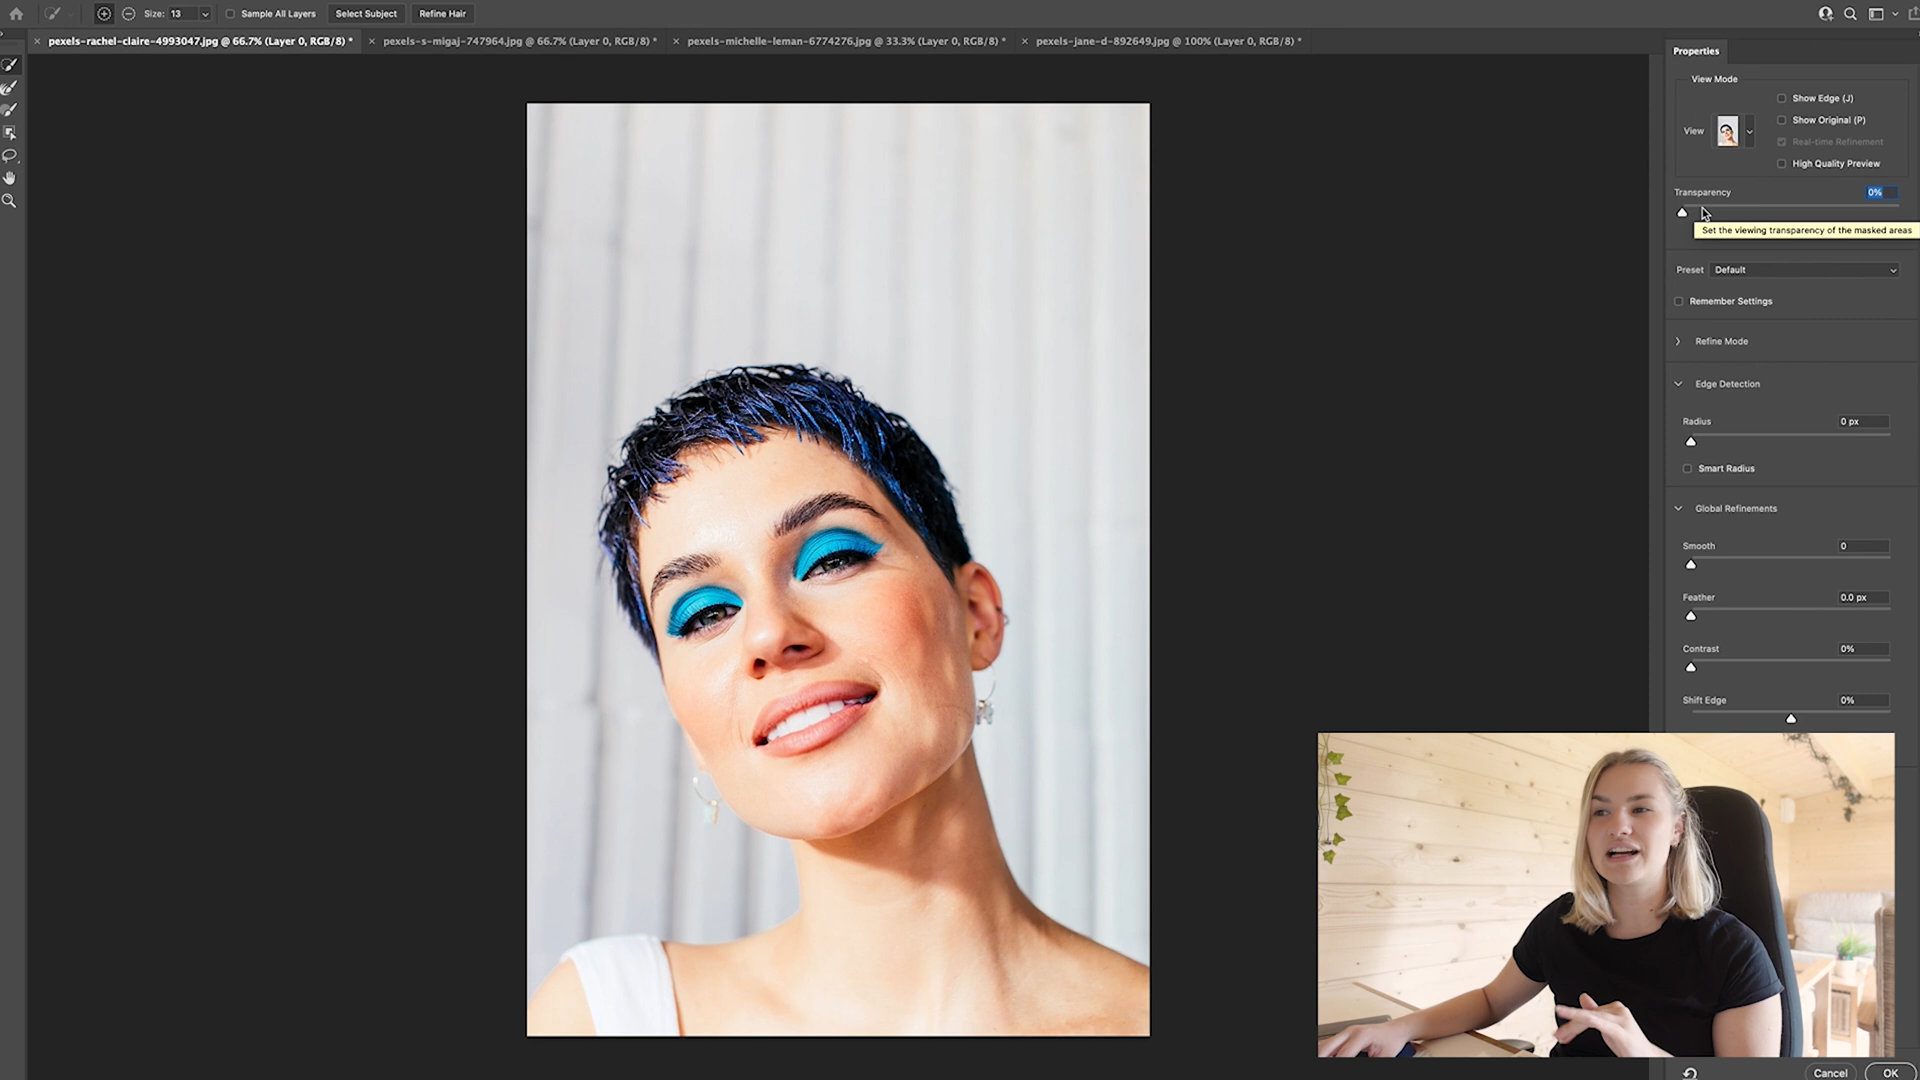 Size: 13 Sample All Layers Select Subject Refine Hair
pexels-rachel-claire-4993047.jpg @ 66.7% (Layer 0, RGB/8) * pexels-s-migaj-747964.jpg @ 66.7% (Layer 0, RGB/8) * pexels-michelle-leman-6774276.jpg @ 33.3% (Layer 0, RGB/8) * pexels-jane-d-892649.jpg @ 100% (Layer 0, RGB/8) *
Properties
View Mode
Show Edge (J)
Show Original (P)
View
Real-time Refinement
High Quality Preview
Transparency 0%
Set the viewing transparency of the masked areas
Preset Default
Remember Settings
Refine Mode
Edge Detection
Radius 0 px
Smart Radius
Global Refinements
Smooth 0
Feather 0.0 px
Contrast 0%
Shift Edge 0%
Cancel OK